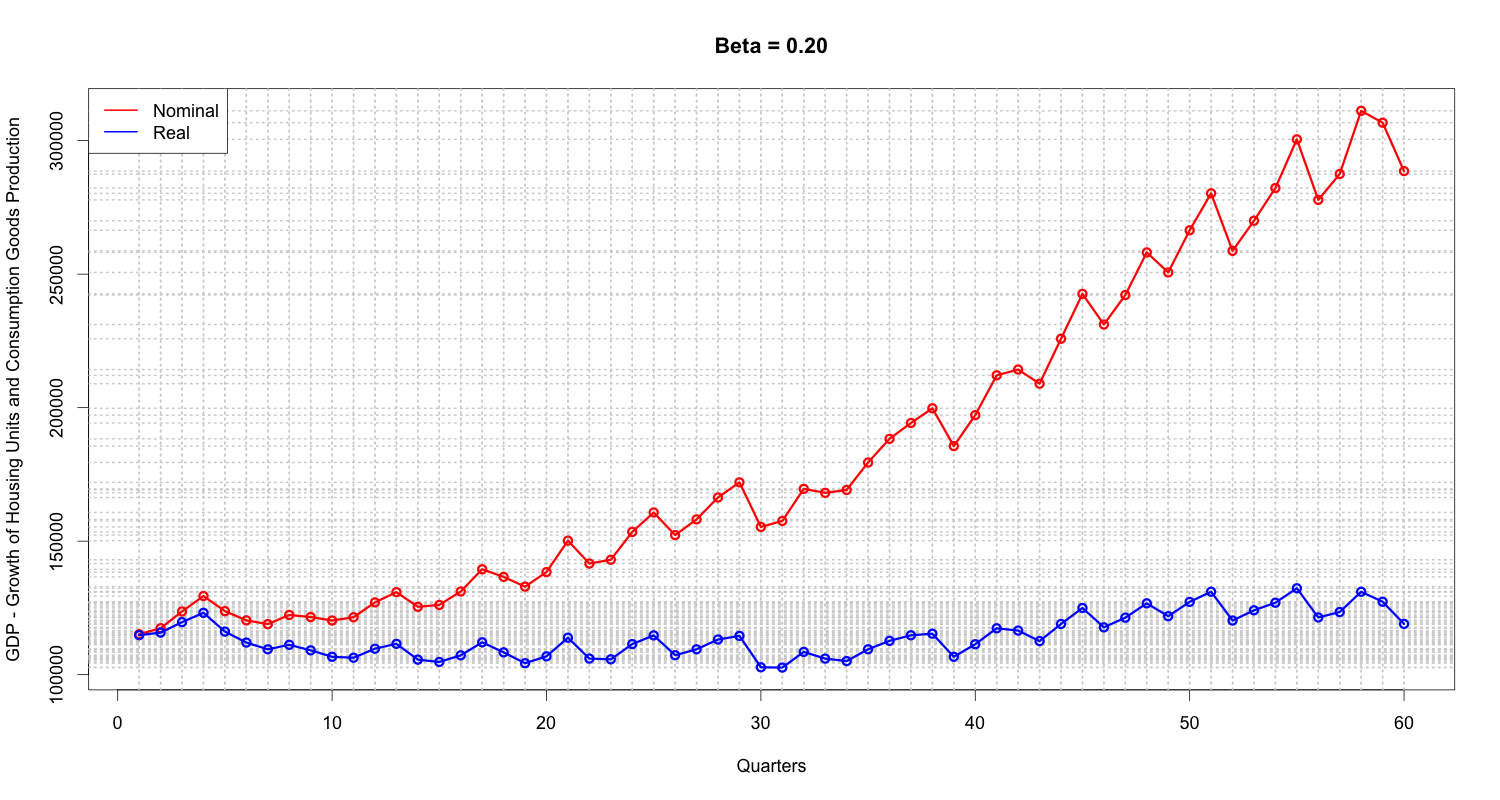 Beta = 0.20
Nominal
Real
GDP - Growth of Housing Units and Consumption Goods Production
300000
250000
200000
150000
100000
0 10 20 30 40 50 60
Quarters